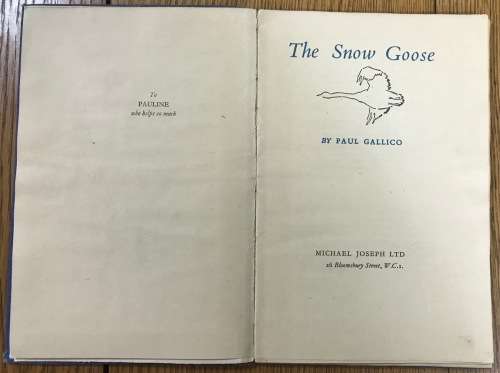 To
PAULINE
who helps so much
The Snow Goose
BY PAUL GALLICO
MICHAEL JOSEPH LTD
26 Bloomsbury Street, W.C.1.